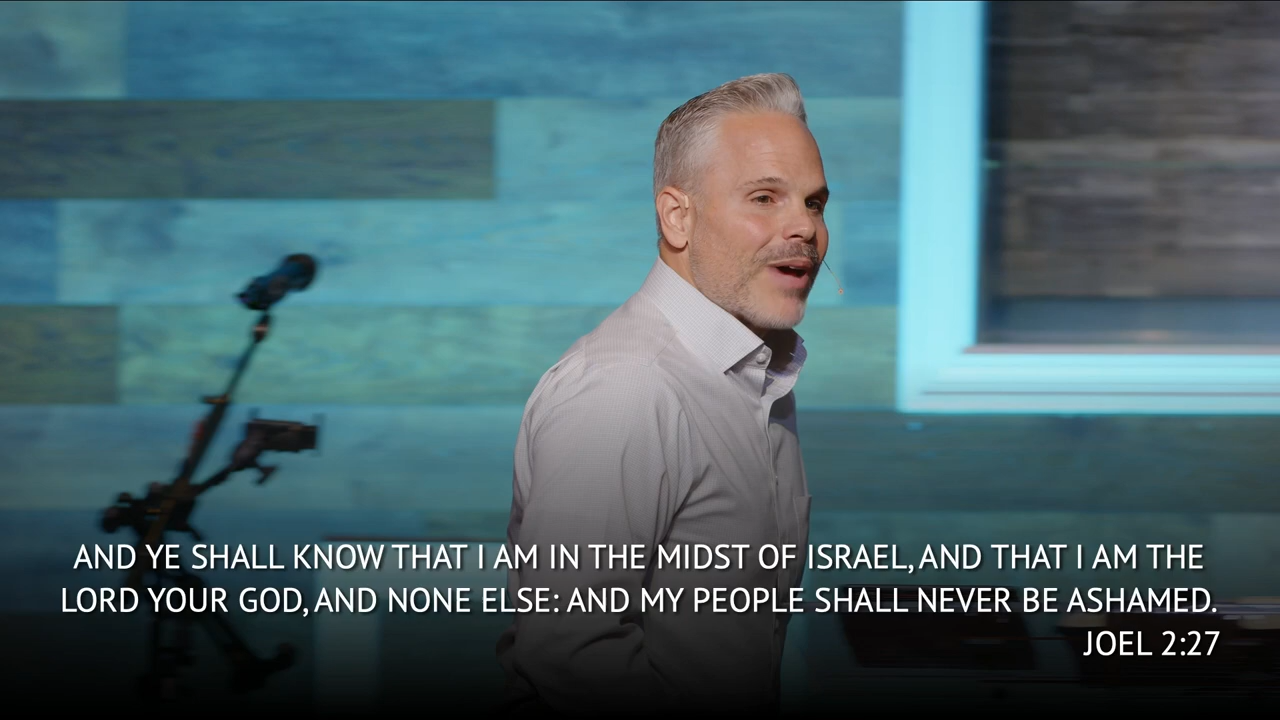 AND YE SHALL KNOW THAT I AM IN THE MIDST OF ISRAEL, AND THAT I AM THE
LORD YOUR GOD, AND NONE ELSE: AND MY PEOPLE SHALL NEVER BE ASHAMED.
JOEL 2:27